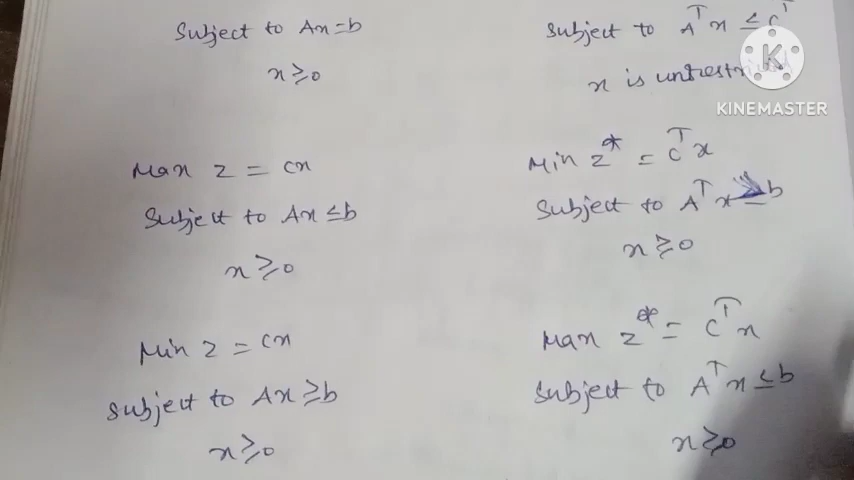 Subject to Ax=b
x≥0
Max z = cx
Subject to Ax≤b
x≥0
Min z = cx
Subject to Ax≥b
x≥0
Subject to Aᵀx ≤ Cᵀ
x is
KINEMASTER
Min z* = Cᵀx
Subject to Aᵀx ≥ b
x≥0
Max z* = Cᵀx
Subject to Aᵀx ≤ b
x≥0